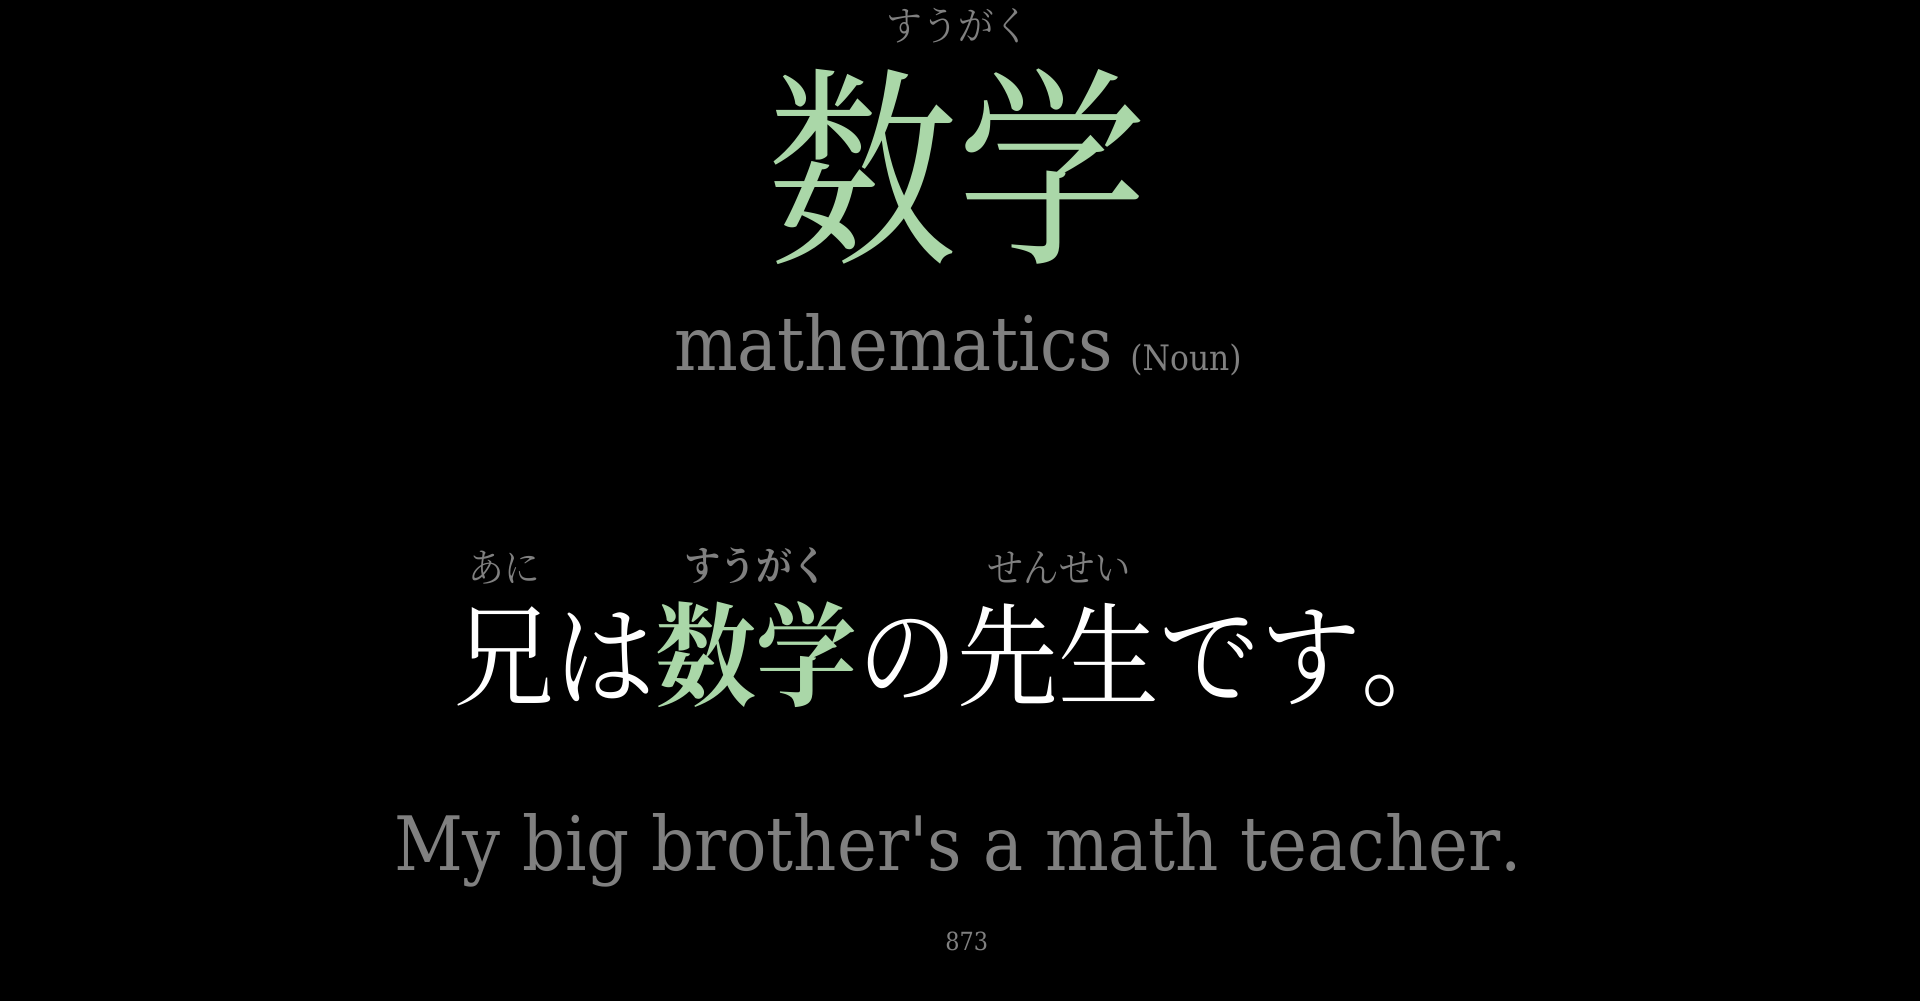 すうがく
数学
mathematics (Noun)
あに すうがく せんせい
兄は数学の先生です。
My big brother's a math teacher.
873